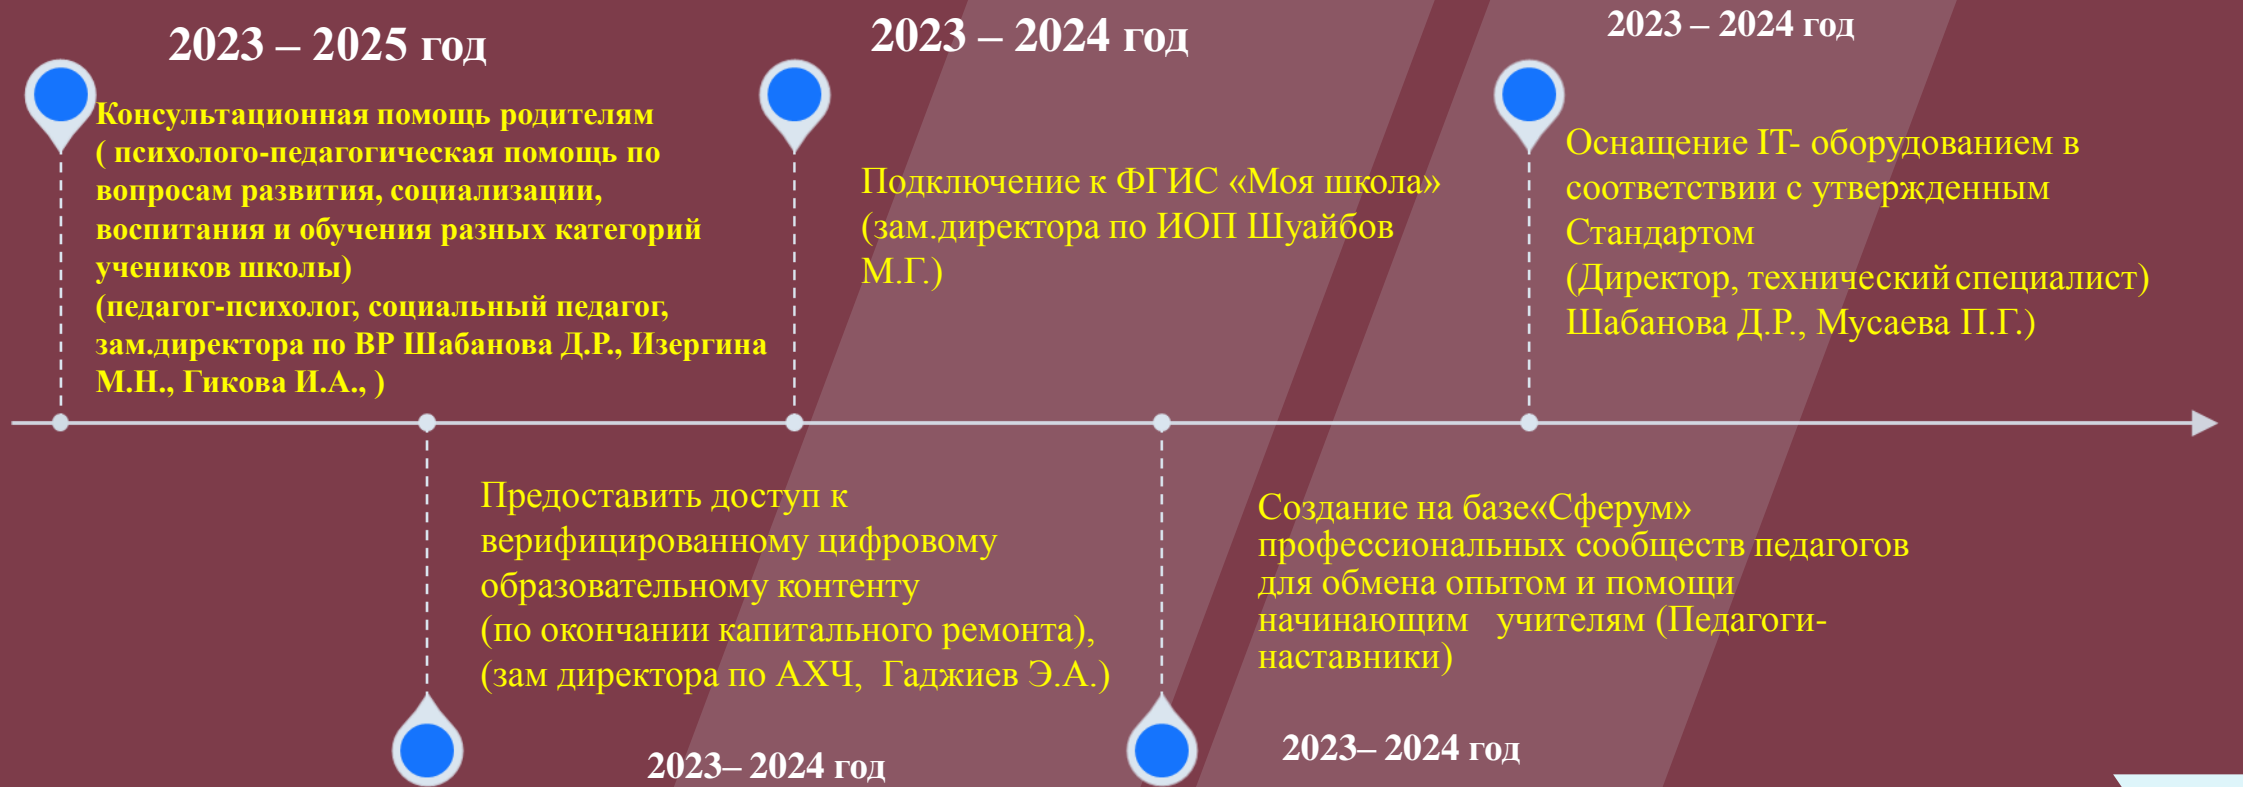 2023 – 2025 год
Консультационная помощь родителям
( психолого-педагогическая помощь по
вопросам развития, социализации,
воспитания и обучения разных категорий
учеников школы)
(педагог-психолог, социальный педагог,
зам.директора по ВР Шабанова Д.Р., Изергина
М.Н., Гикова И.А., )
2023 – 2024 год
Подключение к ФГИС «Моя школа»
(зам.директора по ИОП Шуайбов
М.Г.)
2023 – 2024 год
Оснащение IT- оборудованием в
соответствии с утвержденным
Стандартом
(Директор, технический специалист)
Шабанова Д.Р., Мусаева П.Г.)
Предоставить доступ к
верифицированному цифровому
образовательному контенту
(по окончании капитального ремонта),
(зам директора по АХЧ, Гаджиев Э.А.)
2023– 2024 год
Создание на базе«Сферум»
профессиональных сообществ педагогов
для обмена опытом и помощи
начинающим учителям (Педагоги-
наставники)
2023– 2024 год